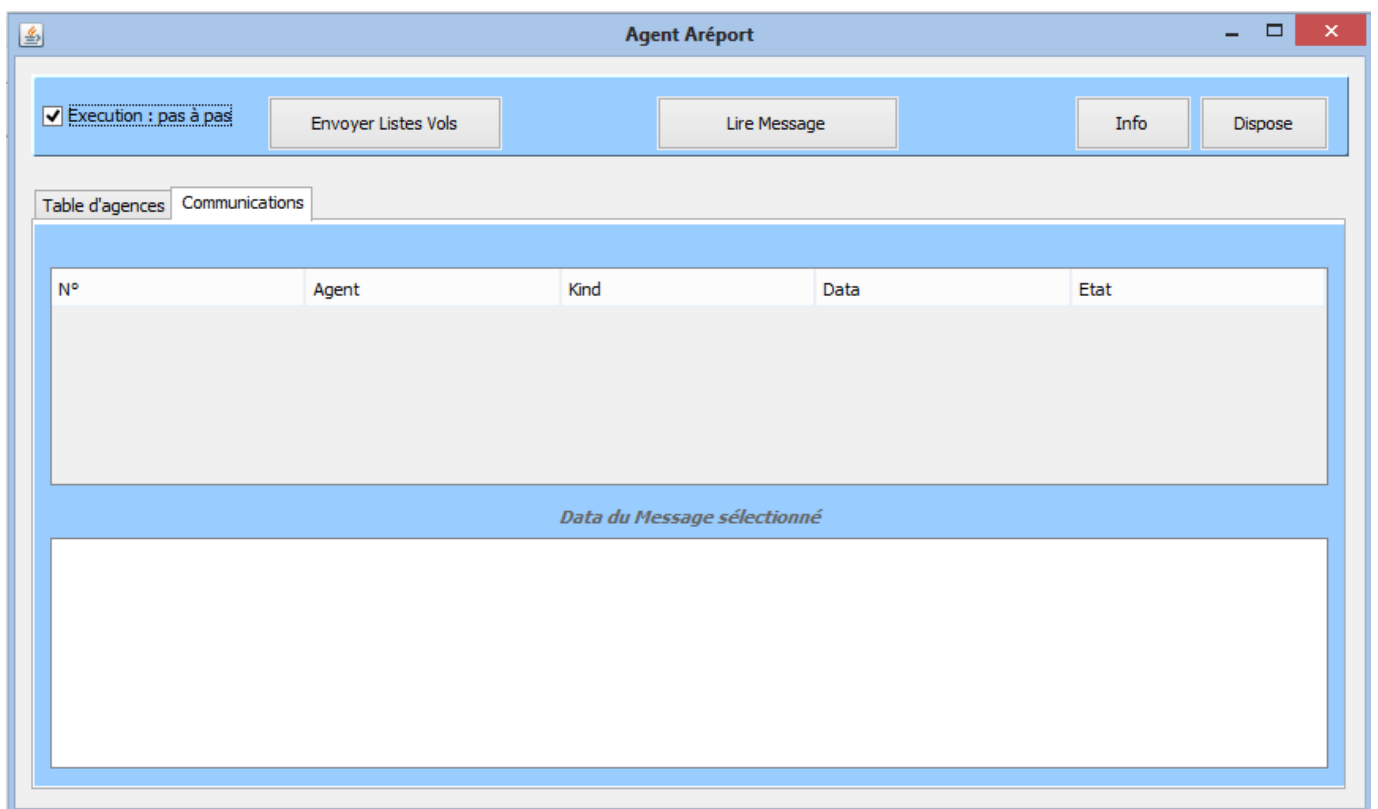 Agent Aréport
Execution : pas à pas Envoyer Listes Vols Lire Message Info Dispose
Table d'agences Communications
N° Agent Kind Data Etat
Data du Message sélectionné